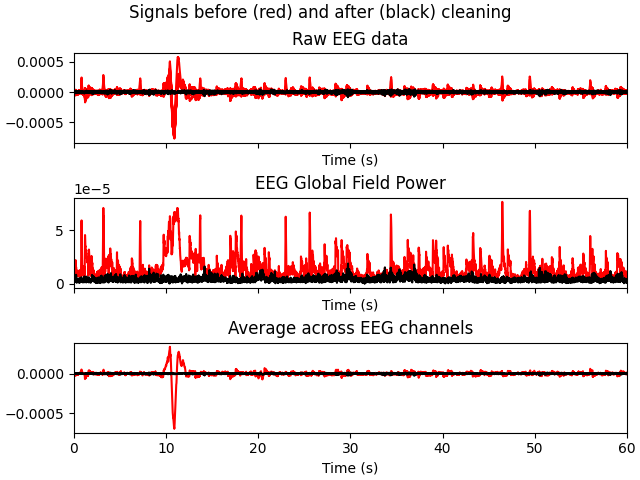 Signals before (red) and after (black) cleaning
Raw EEG data
0.0005
0.0000
−0.0005
Time (s)
EEG Global Field Power
1e−5
5
0
Time (s)
Average across EEG channels
0.0000
−0.0005
0 10 20 30 40 50 60
Time (s)